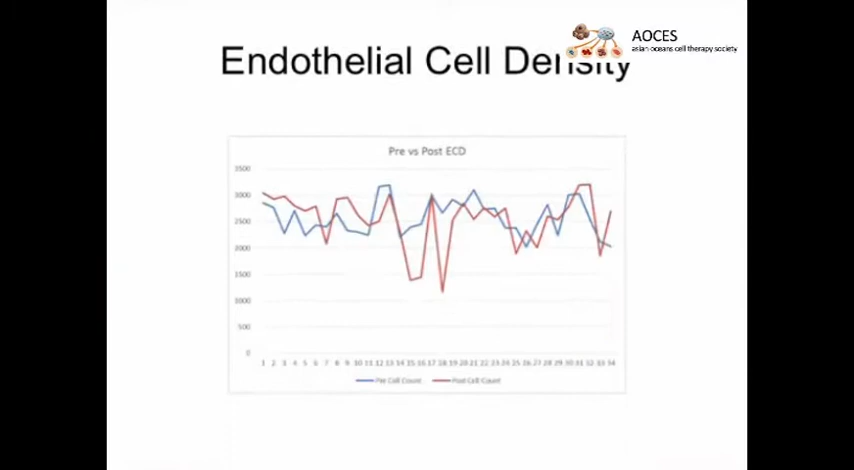 AOCES
asian oceans cell therapy society
Endothelial Cell Density
Pre vs Post ECD
3500
3000
2500
2000
1500
1000
500
0
1 2 3 4 5 6 7 8 9 10 11 12 13 14 15 16 17 18 19 20 21 22 23 24 25 26 27 28 29 30 31 32 33 34
Pre Cell Count Post Cell Count